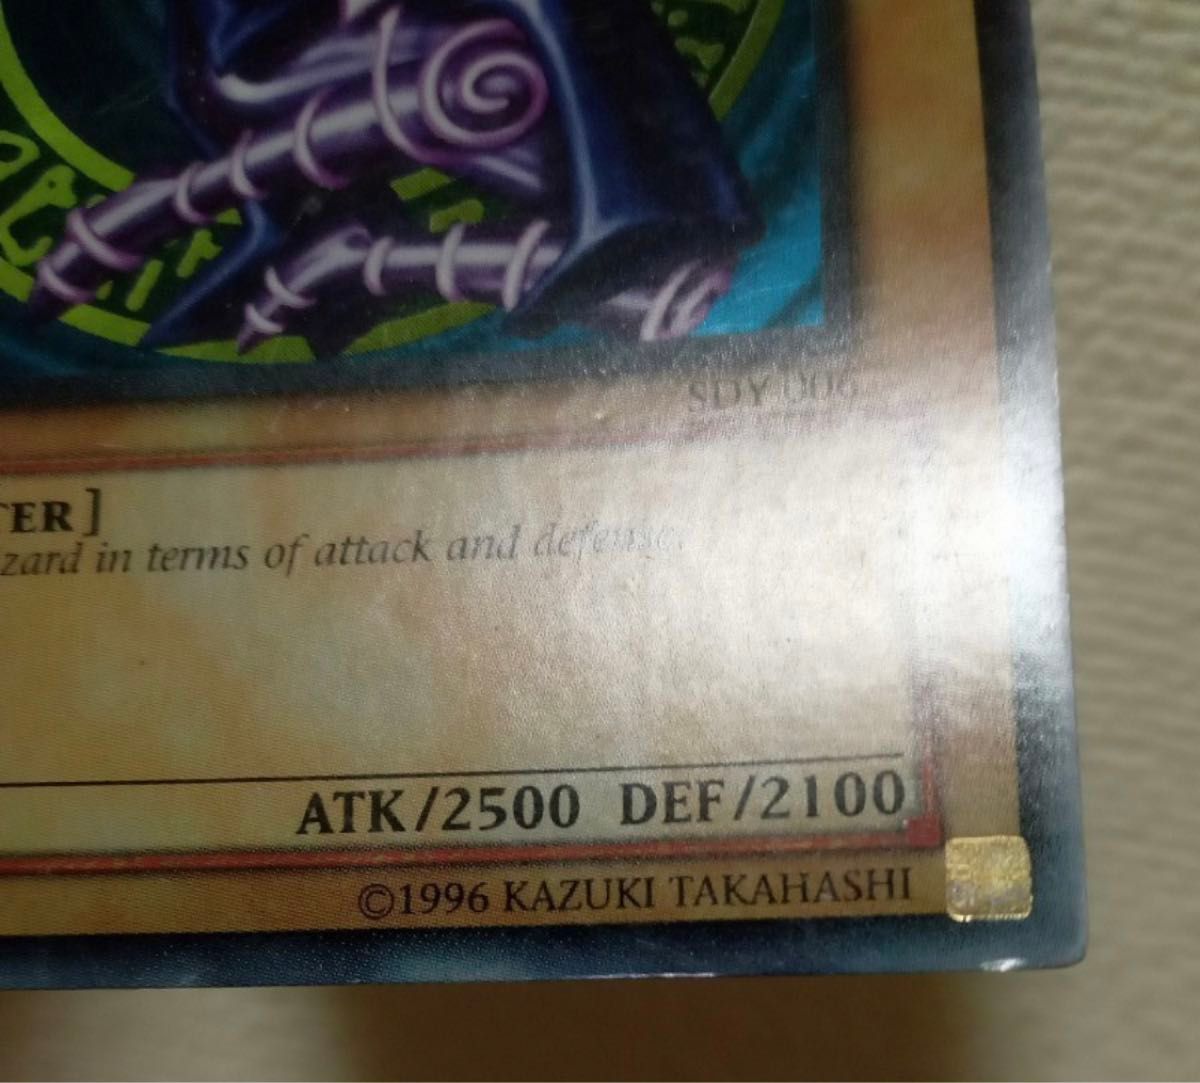 SDY-006
TER]
zard in terms of attack and defense.
ATK/2500 DEF/2100
©1996 KAZUKI TAKAHASHI